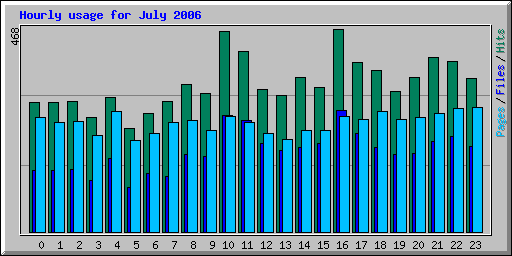 Hourly usage for July 2006
468
Pages / Files / Hits
0 1 2 3 4 5 6 7 8 9 10 11 12 13 14 15 16 17 18 19 20 21 22 23